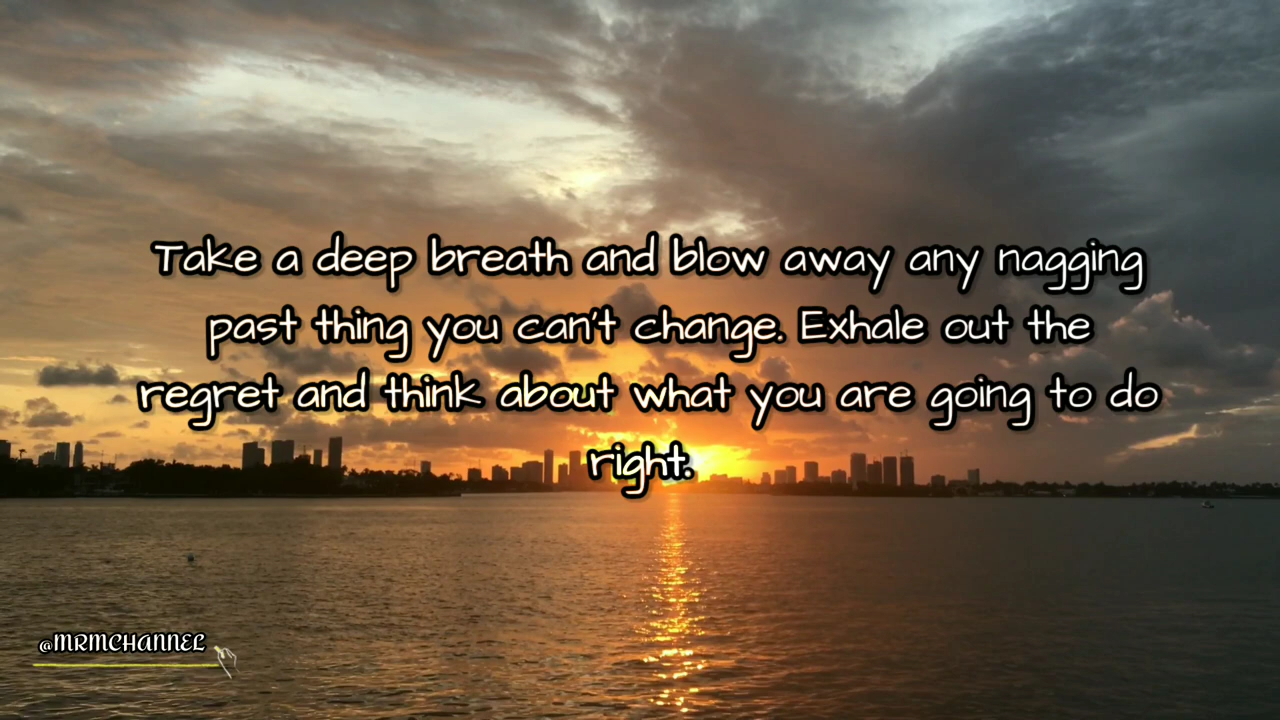 Take a deep breath and blow away any nagging
past thing you can't change. Exhale out the
regret and think about what you are going to do
right.
@MRMCHANNEL